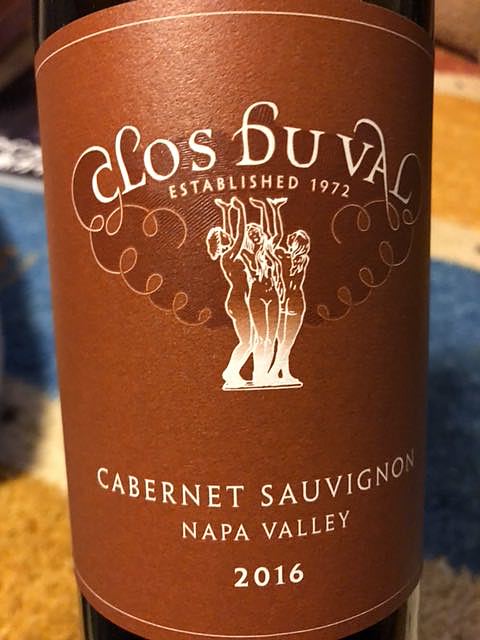 CLOS DU VAL
ESTABLISHED 1972
CABERNET SAUVIGNON
NAPA VALLEY
2016